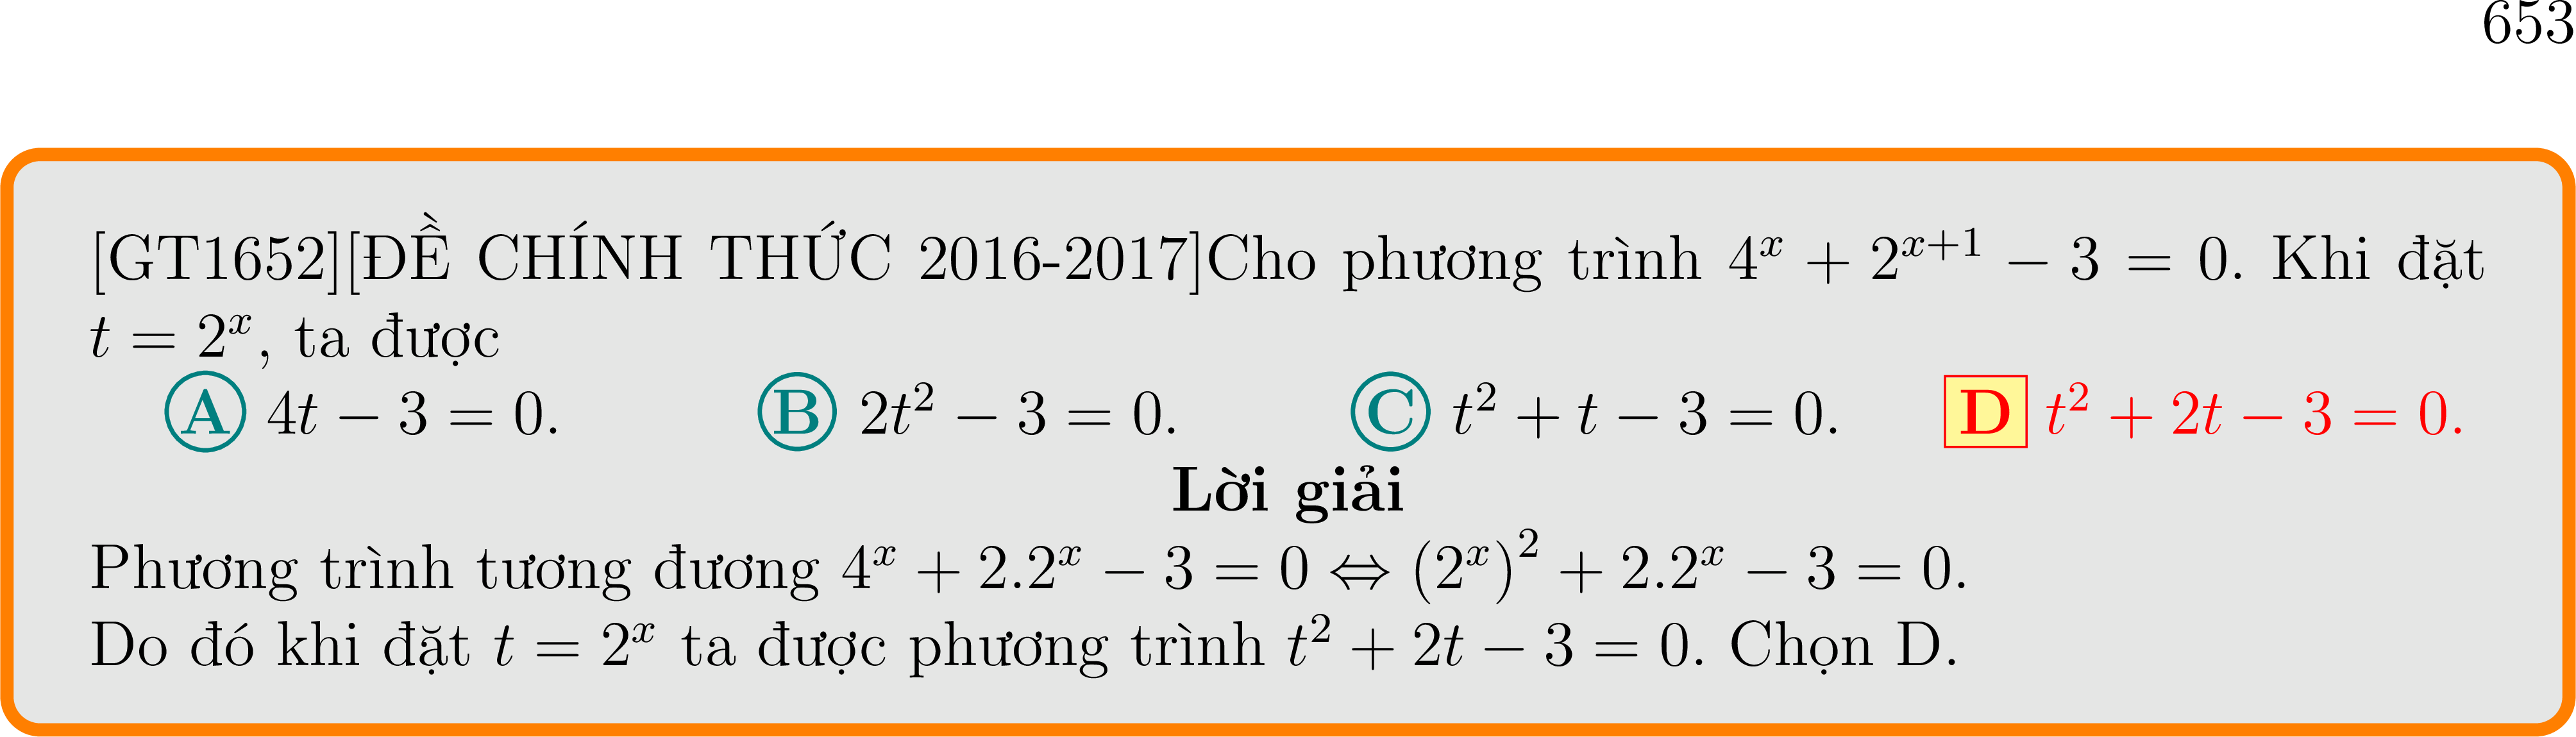 653
[GT1652][ĐỀ CHÍNH THỨC 2016-2017]Cho phương trình $4^x + 2^{x+1} - 3 = 0$. Khi đặt
$t = 2^x$, ta được
A $4t - 3 = 0$. B $2t^2 - 3 = 0$. C $t^2 + t - 3 = 0$. D $t^2 + 2t - 3 = 0$.
Lời giải
Phương trình tương đương $4^x + 2.2^x - 3 = 0 \Leftrightarrow (2^x)^2 + 2.2^x - 3 = 0$.
Do đó khi đặt $t = 2^x$ ta được phương trình $t^2 + 2t - 3 = 0$. Chọn D.